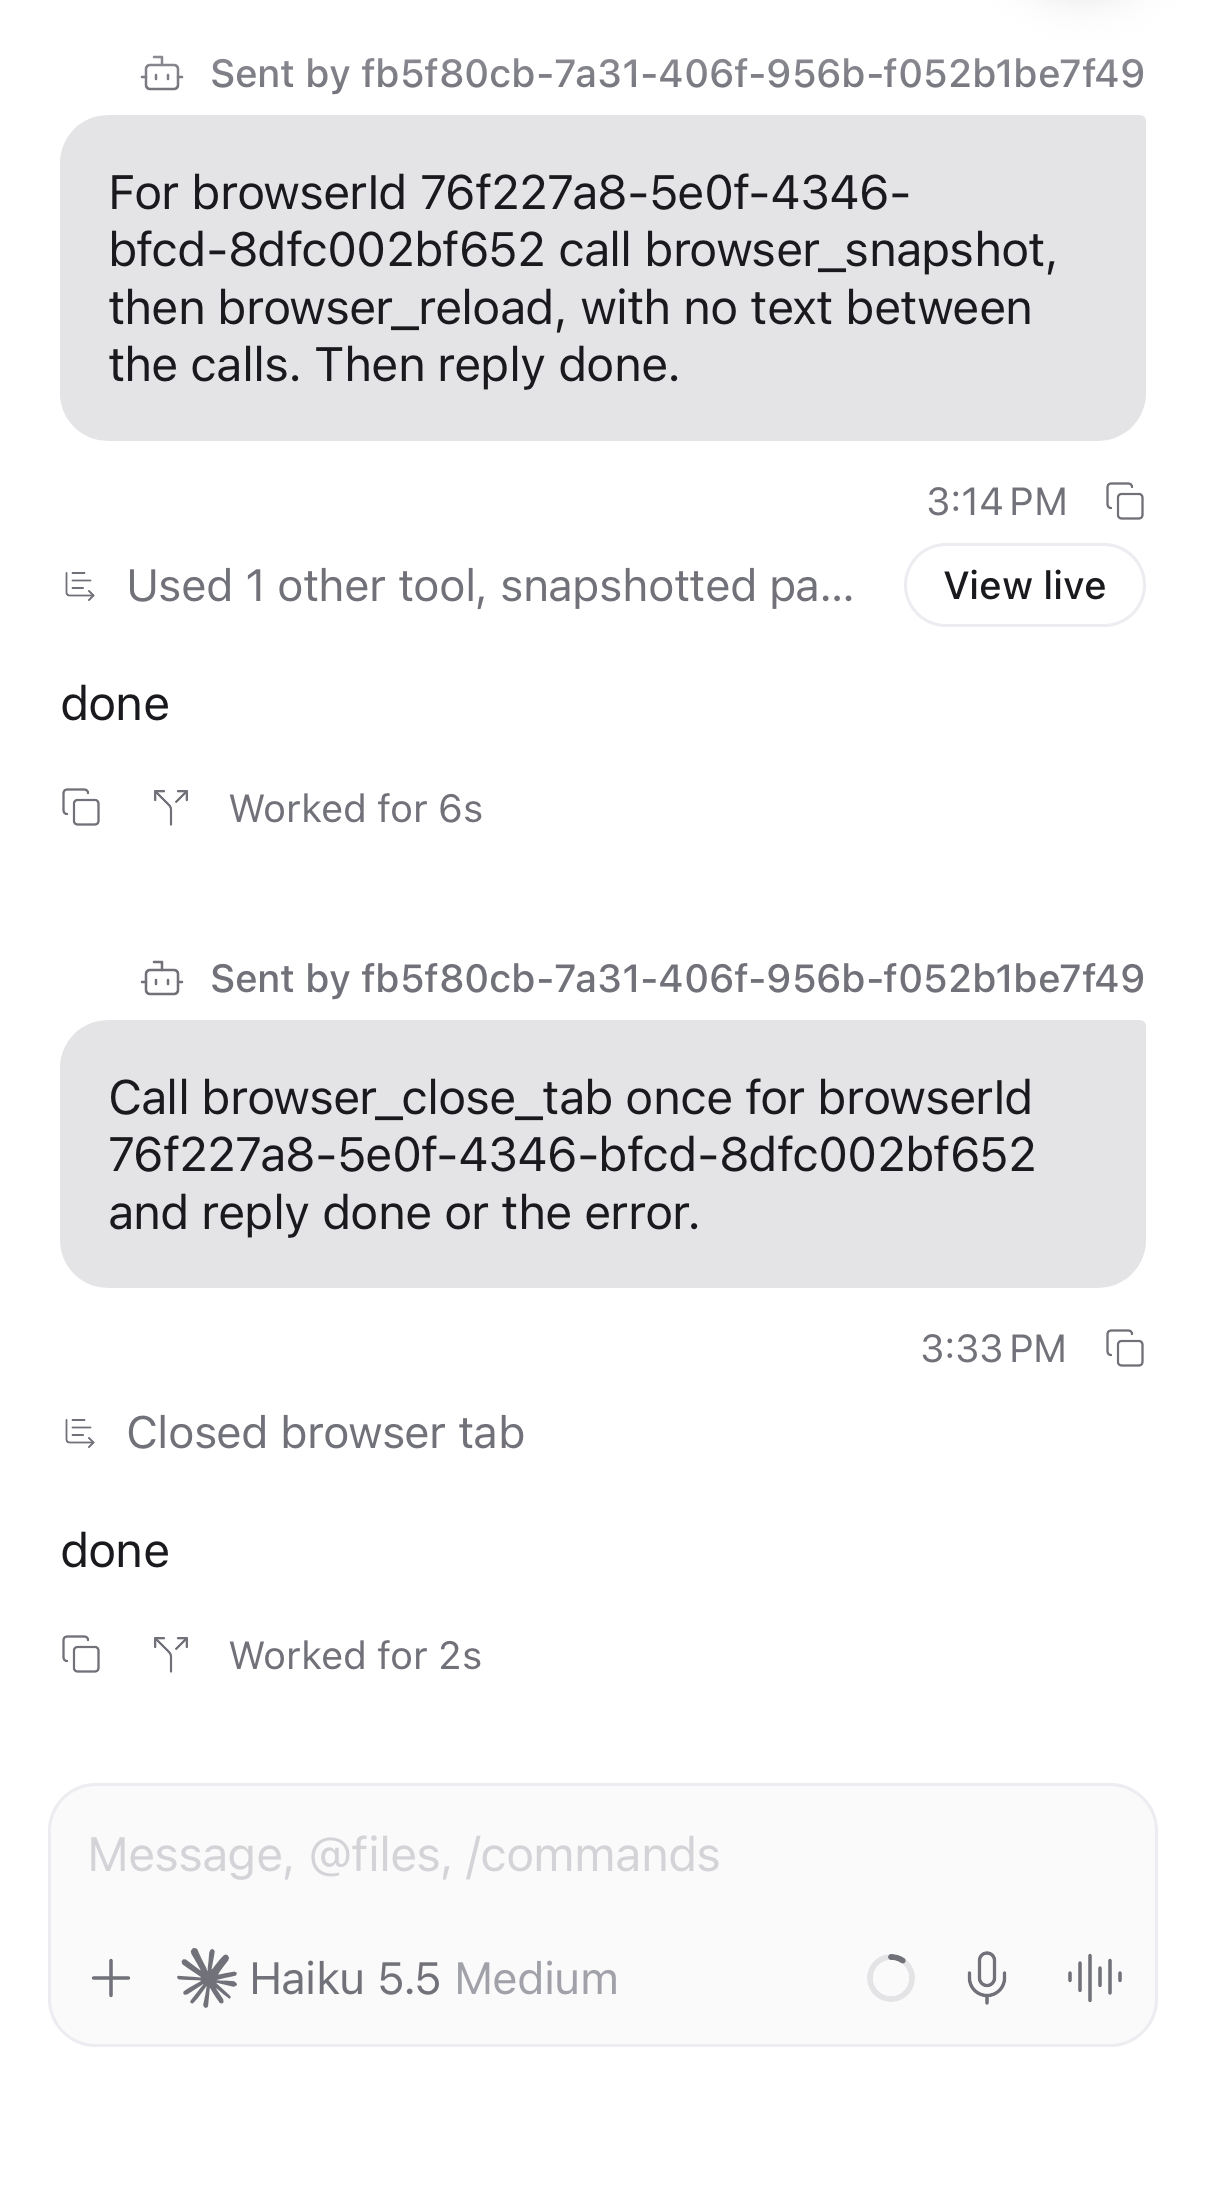 Sent by fb5f80cb-7a31-406f-956b-f052b1be7f49
For browserId 76f227a8-5e0f-4346-
bfcd-8dfc002bf652 call browser_snapshot,
then browser_reload, with no text between
the calls. Then reply done.
3:14 PM
Used 1 other tool, snapshotted pa...
View live
done
Worked for 6s
Sent by fb5f80cb-7a31-406f-956b-f052b1be7f49
Call browser_close_tab once for browserId
76f227a8-5e0f-4346-bfcd-8dfc002bf652
and reply done or the error.
3:33 PM
Closed browser tab
done
Worked for 2s
Message, @files, /commands
Haiku 5.5 Medium